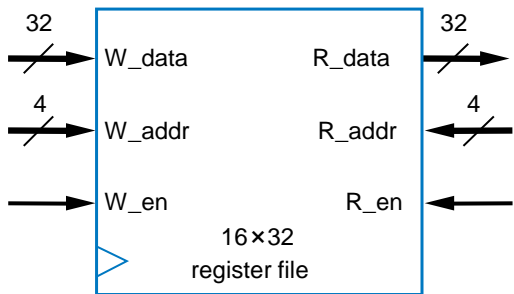 32 32
W_data R_data
4 4
W_addr R_addr
W_en R_en
16×32
register file